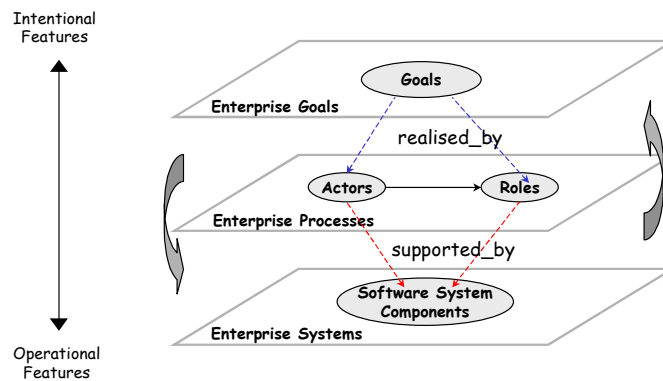 Intentional
Features
Goals
Enterprise Goals
realised_by
Actors
Roles
Enterprise Processes
supported_by
Software System
Components
Enterprise Systems
Operational
Features